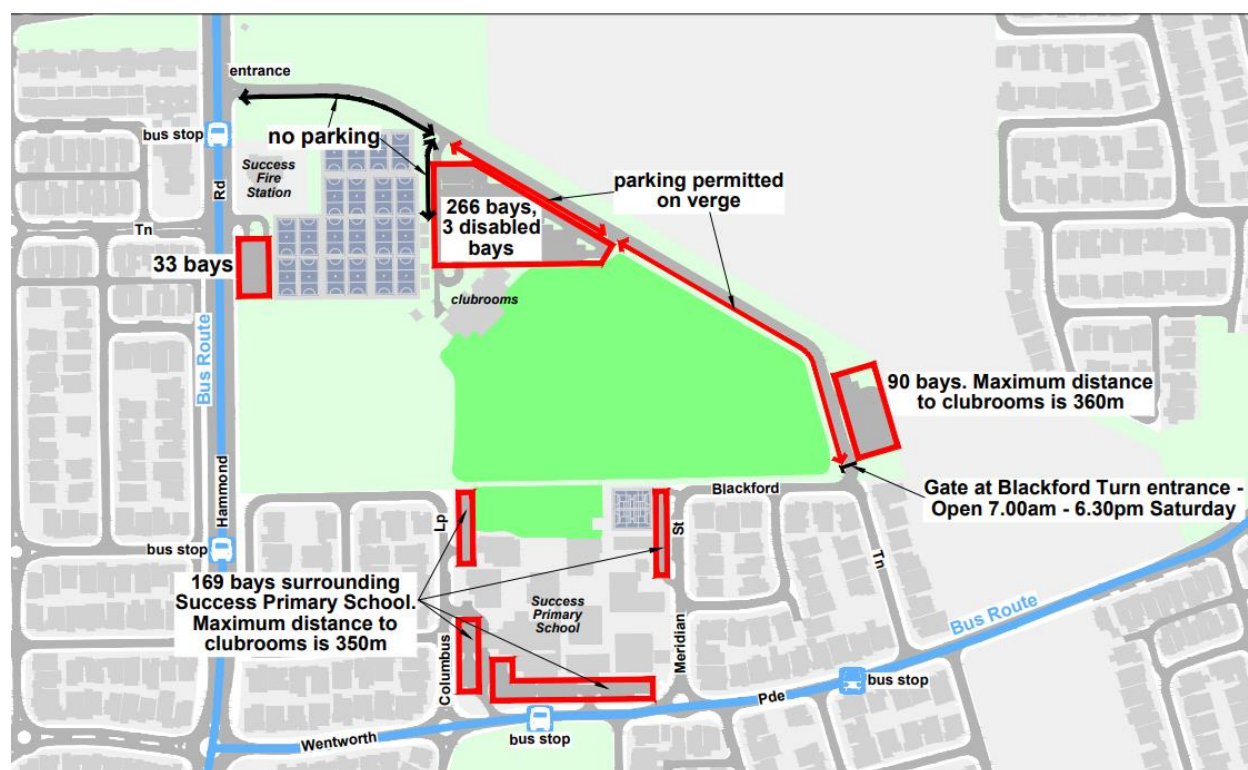 entrance
bus stop
no parking
Success
Fire
Station
Rd
Tn
33 bays
266 bays,
3 disabled
bays
parking permitted
on verge
clubrooms
Bus Route
90 bays. Maximum distance
to clubrooms is 360m
Gate at Blackford Turn entrance -
Open 7.00am - 6.30pm Saturday
Blackford
Hammond
Lp
St
bus stop
Tn
169 bays surrounding
Success Primary School.
Maximum distance to
clubrooms is 350m
Success
Primary
School
Columbus
Meridian
Bus Route
bus stop
Pde
Wentworth
bus stop